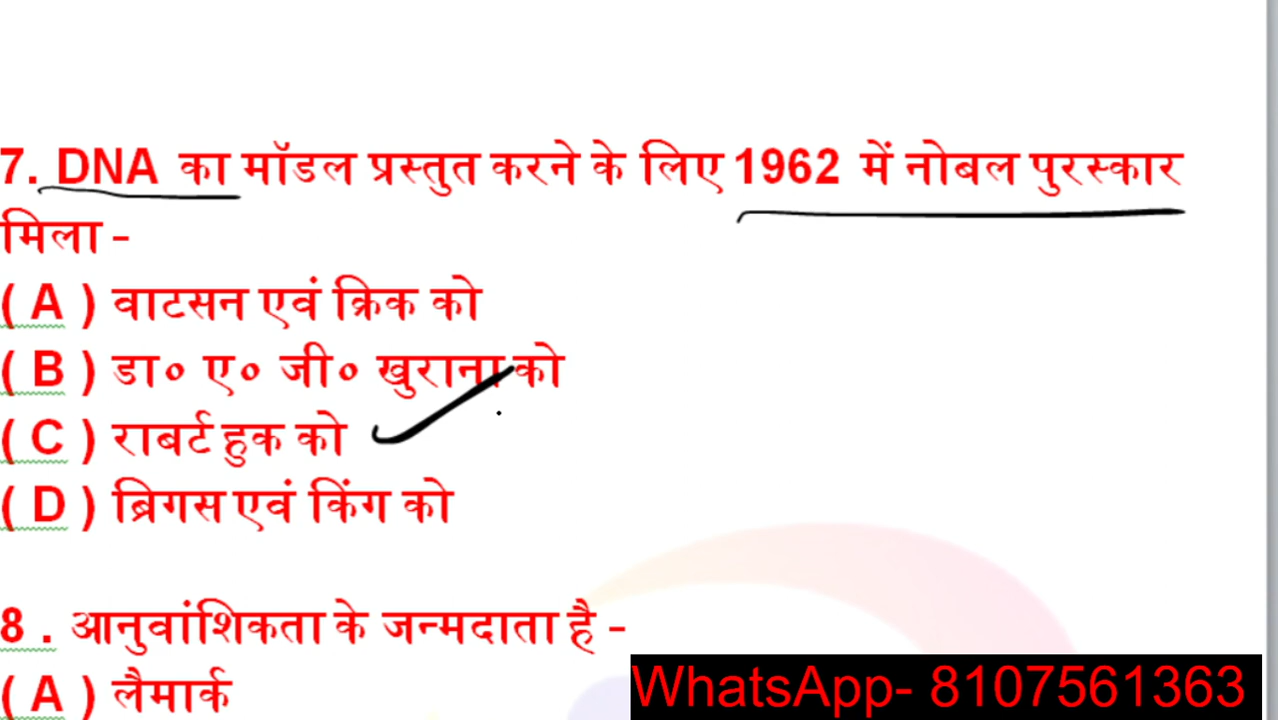 7. DNA का मॉडल प्रस्तुत करने के लिए 1962 में नोबल पुरस्कार
मिला -
( A ) वाटसन एवं क्रिक को
( B ) डा० ए० जी० खुराना को
( C ) राबर्ट हुक को
( D ) ब्रिगस एवं किंग को
8 . आनुवांशिकता के जन्मदाता है -
( A ) लैमार्क
WhatsApp- 8107561363